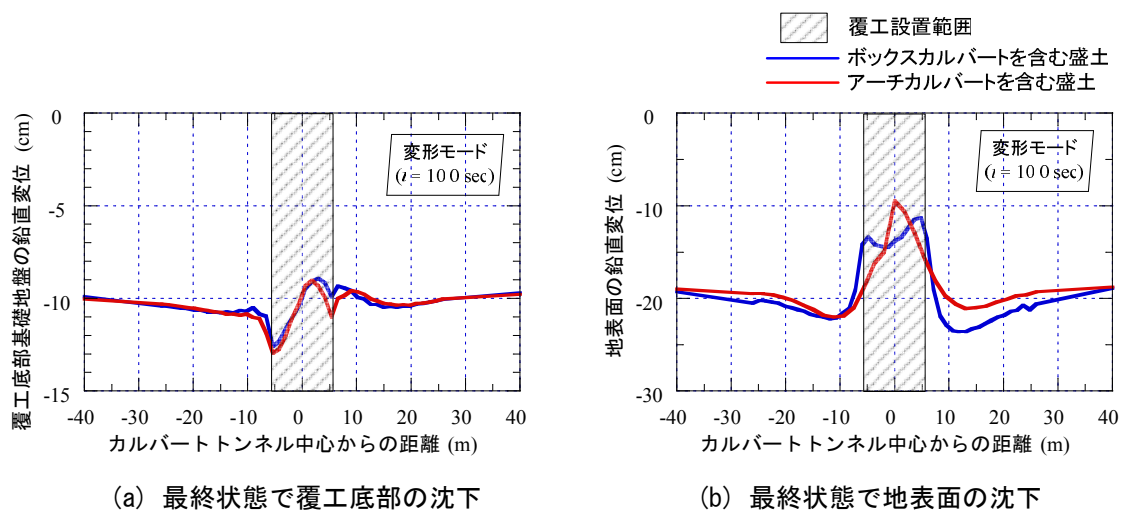 覆工設置範囲
ボックスカルバートを含む盛土
アーチカルバートを含む盛土
覆工底部基礎地盤の鉛直変位 (cm)
0
-5
-10
-15
変形モード
(t = 10 0 sec)
-40 -30 -20 -10 0 10 20 30 40
カルバートトンネル中心からの距離 (m)
(a) 最終状態で覆工底部の沈下
地表面の鉛直変位 (cm)
0
-10
-20
-30
変形モード
(t = 10 0 sec)
-40 -30 -20 -10 0 10 20 30 40
カルバートトンネル中心からの距離 (m)
(b) 最終状態で地表面の沈下